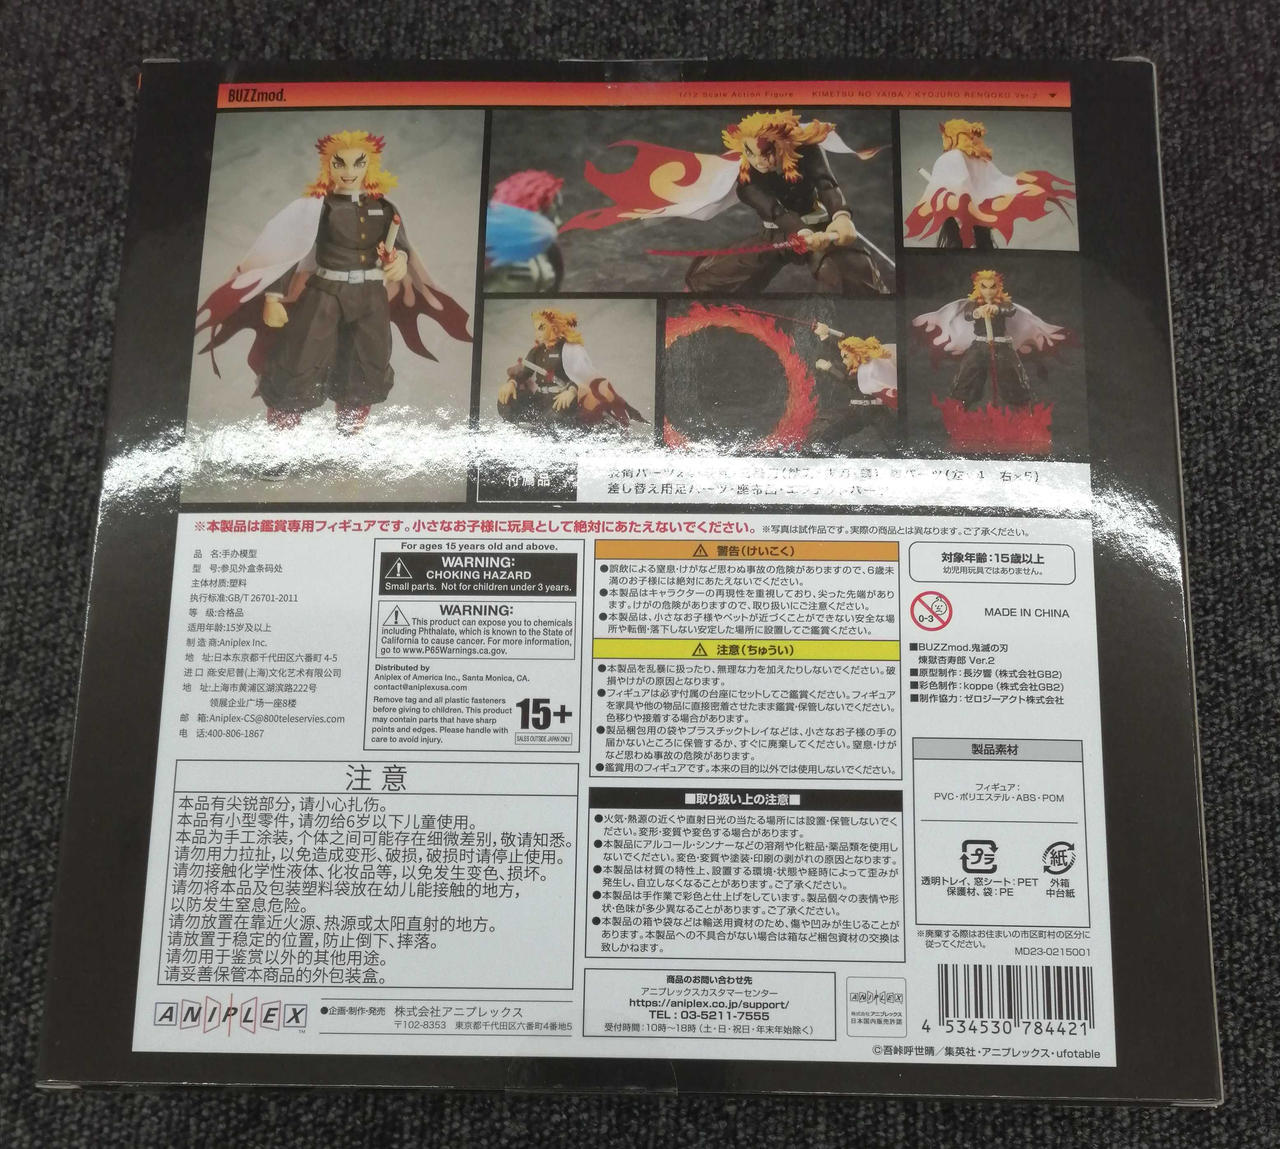 BUZZmod.
1/12 Scale Action Figure KIMETSU NO YAIBA / KYOJURO RENGOKU Ver.2 ▼
付属品
差し替え用足パーツ・座布団・エフェクトパーツ
※本製品は鑑賞専用フィギュアです。小さなお子様に玩具として絶対にあたえないでください。 ※写真は試作品です。実際の商品とは異なります。ご了承ください。
品 名:手办模型
型 号:参见外盒条码处
主体材质:塑料
执行标准:GB/T 26701-2011
等 级:合格品
适用年龄:15岁及以上
制造商:Aniplex Inc.
地 址:日本东京都千代田区六番町 4-5
进口商:安尼普(上海)文化艺术有限公司
地 址:上海市黄浦区湖滨路222号
领展企业广场一座8楼
邮 箱:Aniplex-CS@800teleservies.com
电 话:400-806-1867
For ages 15 years old and above.
WARNING:
CHOKING HAZARD
Small parts. Not for children under 3 years.
WARNING:
This product can expose you to chemicals
including Phthalate, which is known to the State of
California to cause cancer. For more information,
go to www.P65Warnings.ca.gov.
Distributed by
Aniplex of America Inc., Santa Monica, CA.
contact@aniplexusa.com
Remove tag and all plastic fasteners
before giving to children. This product
may contain parts that have sharp
points and edges. Please handle with
care to avoid injury.
15+
SALES OUTSIDE JAPAN ONLY
警告(けいこく)
●誤飲による窒息・けがなど思わぬ事故の危険がありますので、6歳未
満のお子様には絶対にあたえないでください。
●本製品はキャラクターの再現性を重視しており、尖った先端があり
ます。けがの危険がありますので、取り扱いにご注意ください。
●本製品は、小さなお子様やペットが近づくことができない安全な場
所や転倒・落下しない安定した場所に設置してご鑑賞ください。
注意(ちゅうい)
●本製品を乱暴に扱ったり、無理な力を加えたりしないでください。破
損やけがの原因となります。
●フィギュアは必ず付属の台座にセットしてご鑑賞ください。フィギュア
を家具や他の物品に直接密着させたまま鑑賞・保管しないでください。
色移りや接着する場合があります。
●製品梱包用の袋やプラスチックトレイなどは、小さなお子様の手の
届かないところに保管するか、すぐに廃棄してください。窒息・けが
など思わぬ事故の危険があります。
●鑑賞用のフィギュアです。本来の目的以外では使用しないでください。
対象年齢:15歳以上
幼児用玩具ではありません。
0-3
MADE IN CHINA
■BUZZmod.鬼滅の刃
煉獄杏寿郎 Ver.2
■原型制作:長汐響(株式会社GB2)
■彩色制作:koppe(株式会社GB2)
■制作協力:ゼロジーアクト株式会社
注意
本品有尖锐部分,请小心扎伤。
本品有小型零件,请勿给6岁以下儿童使用。
本品为手工涂装,个体之间可能存在细微差别,敬请知悉。
请勿用力拉扯,以免造成变形、破损,破损时请停止使用。
请勿接触化学性液体、化妆品等,以免发生变色、损坏。
请勿将本品及包装塑料袋放在幼儿能接触的地方,
以防发生窒息危险。
请勿放置在靠近火源、热源或太阳直射的地方。
请放置于稳定的位置,防止倒下、摔落。
请勿用于鉴赏以外的其他用途。
请妥善保管本商品的外包装盒。
■取り扱い上の注意■
●火気・熱源の近くや直射日光の当たる場所には設置・保管しないでく
ださい。変形・変質や変色する場合があります。
●本製品にアルコール・シンナーなどの溶剤や化粧品・薬品類を使用し
ないでください。変色・変質や塗装・印刷の剥がれの原因となります。
●本製品は材質の特性上、設置する環境・状態や経時によって歪みが
発生し、自立しなくなることがあります。ご了承ください。
●本製品は手作業で彩色と仕上げをしています。製品個々の表情や形
状・色味が多少異なることがあります。ご了承ください。
●本製品の箱や袋などは輸送用資材のため、傷や凹みが生じることが
あります。本製品への不具合がない場合は箱など梱包資材の交換は
致しかねます。
製品素材
フィギュア:
PVC・ポリエステル・ABS・POM
プラ
透明トレイ、窓シート:PET
保護材、袋:PE
紙
外箱
中台紙
※廃棄する際はお住まいの市区町村の区分に
従ってください。
MD23-0215001
ANIPLEX
TM
●企画・制作・発売 株式会社アニプレックス
〒102-8353 東京都千代田区六番町4番地5
商品のお問い合わせ先
アニプレックスカスタマーセンター
https://aniplex.co.jp/support/
TEL:03-5211-7555
受付時間:10時〜18時(土・日・祝日・年末年始除く)
ANIPLEX
株式会社アニプレックス
日本国内販売許諾
4 534530 784421
©吾峠呼世晴/集英社・アニプレックス・ufotable